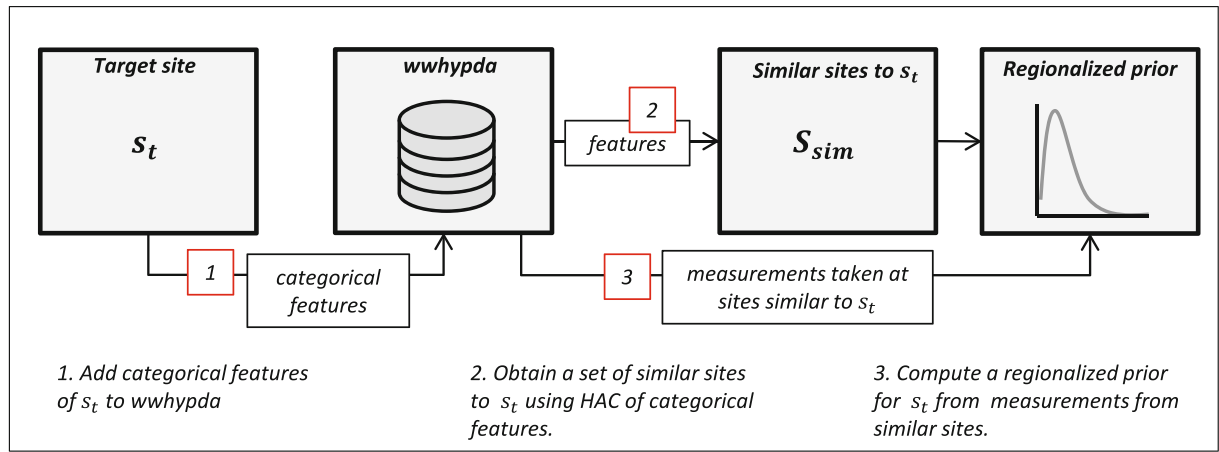 Target site
s_t
wwhypda
2
features
Similar sites to s_t
S_sim
Regionalized prior
1
categorical
features
3
measurements taken at
sites similar to s_t
1. Add categorical features
of s_t to wwhypda
2. Obtain a set of similar sites
to s_t using HAC of categorical
features.
3. Compute a regionalized prior
for s_t from measurements from
similar sites.